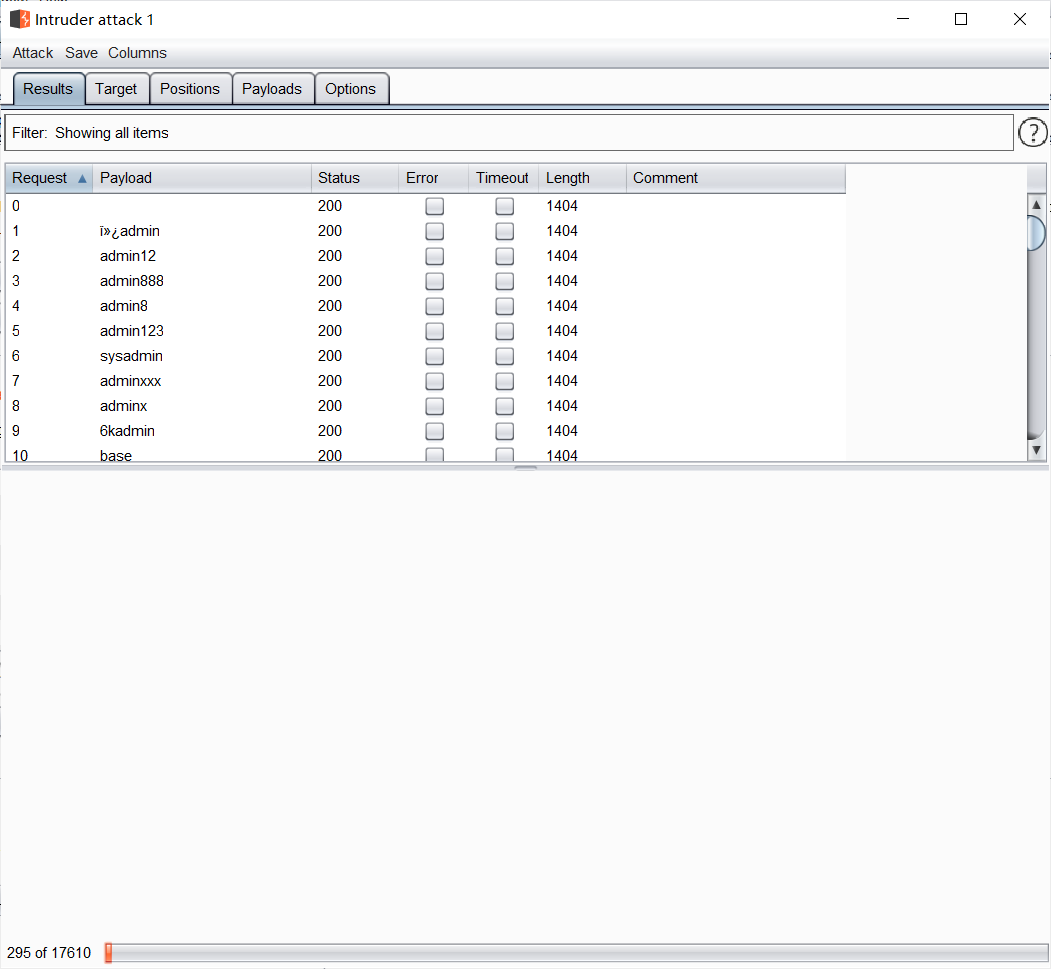 Intruder attack 1
Attack Save Columns
Results Target Positions Payloads Options
Filter: Showing all items ?
Request Payload Status Error Timeout Length Comment
0 200 1404
1 ï»¿admin 200 1404
2 admin12 200 1404
3 admin888 200 1404
4 admin8 200 1404
5 admin123 200 1404
6 sysadmin 200 1404
7 adminxxx 200 1404
8 adminx 200 1404
9 6kadmin 200 1404
10 base 200 1404
295 of 17610